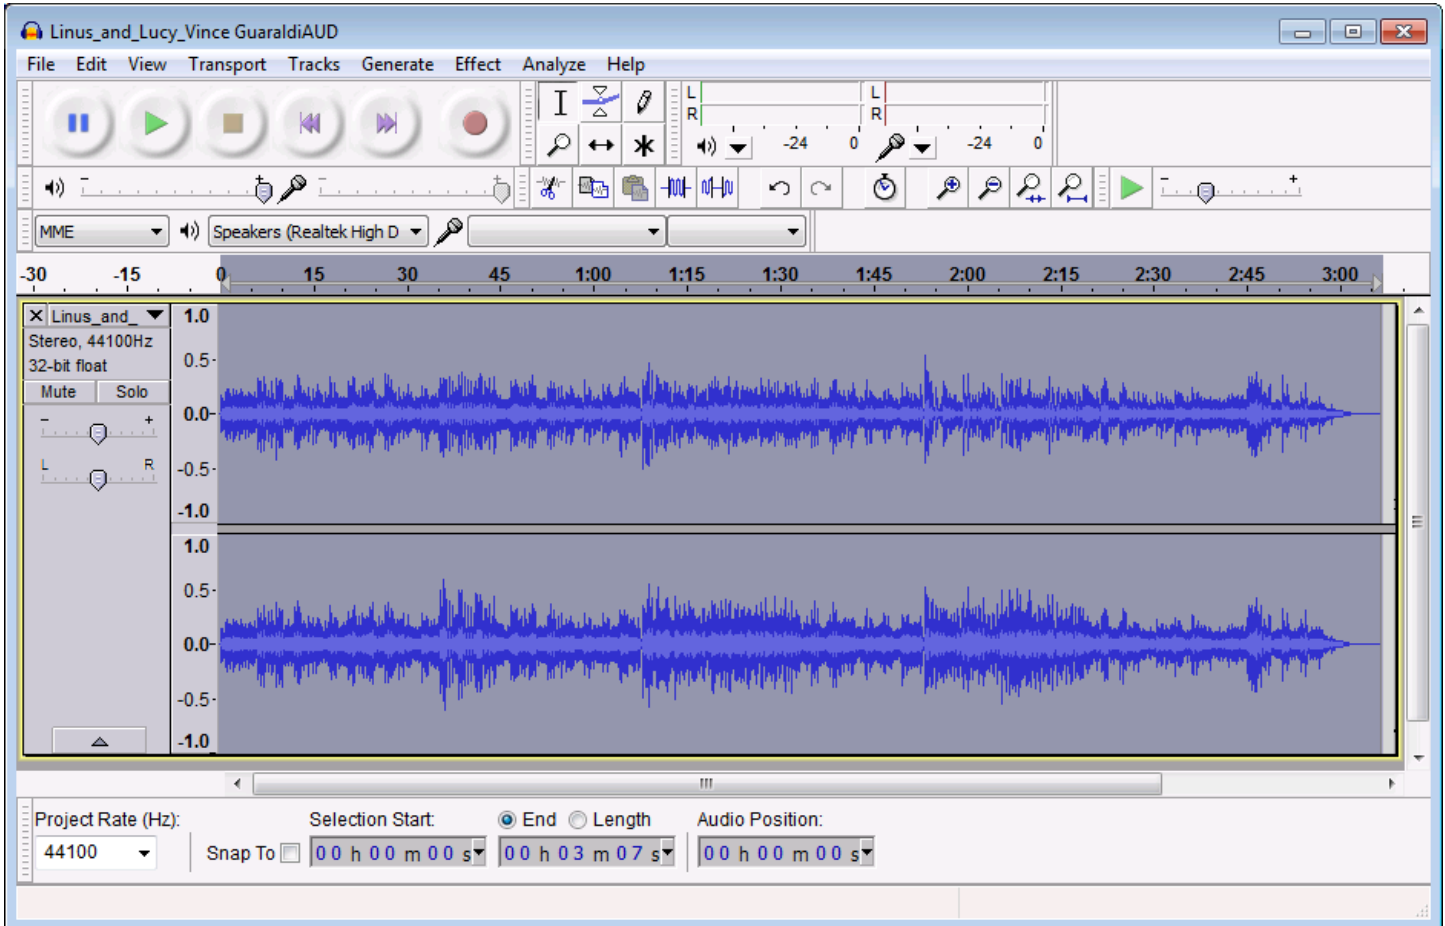 Linus_and_Lucy_Vince GuaraldiAUD
File Edit View Transport Tracks Generate Effect Analyze Help
L L
R R
-24 0 -24 0
- + - + - +
MME Speakers (Realtek High D
-30 -15 0 15 30 45 1:00 1:15 1:30 1:45 2:00 2:15 2:30 2:45 3:00
X Linus_and_ 1.0
Stereo, 44100Hz
32-bit float 0.5
Mute Solo
- + 0.0
L R -0.5
-1.0
1.0
0.5
0.0
-0.5
-1.0
Project Rate (Hz): Selection Start: End Length Audio Position:
44100 Snap To 00 h 00 m 00 s 00 h 03 m 07 s 00 h 00 m 00 s